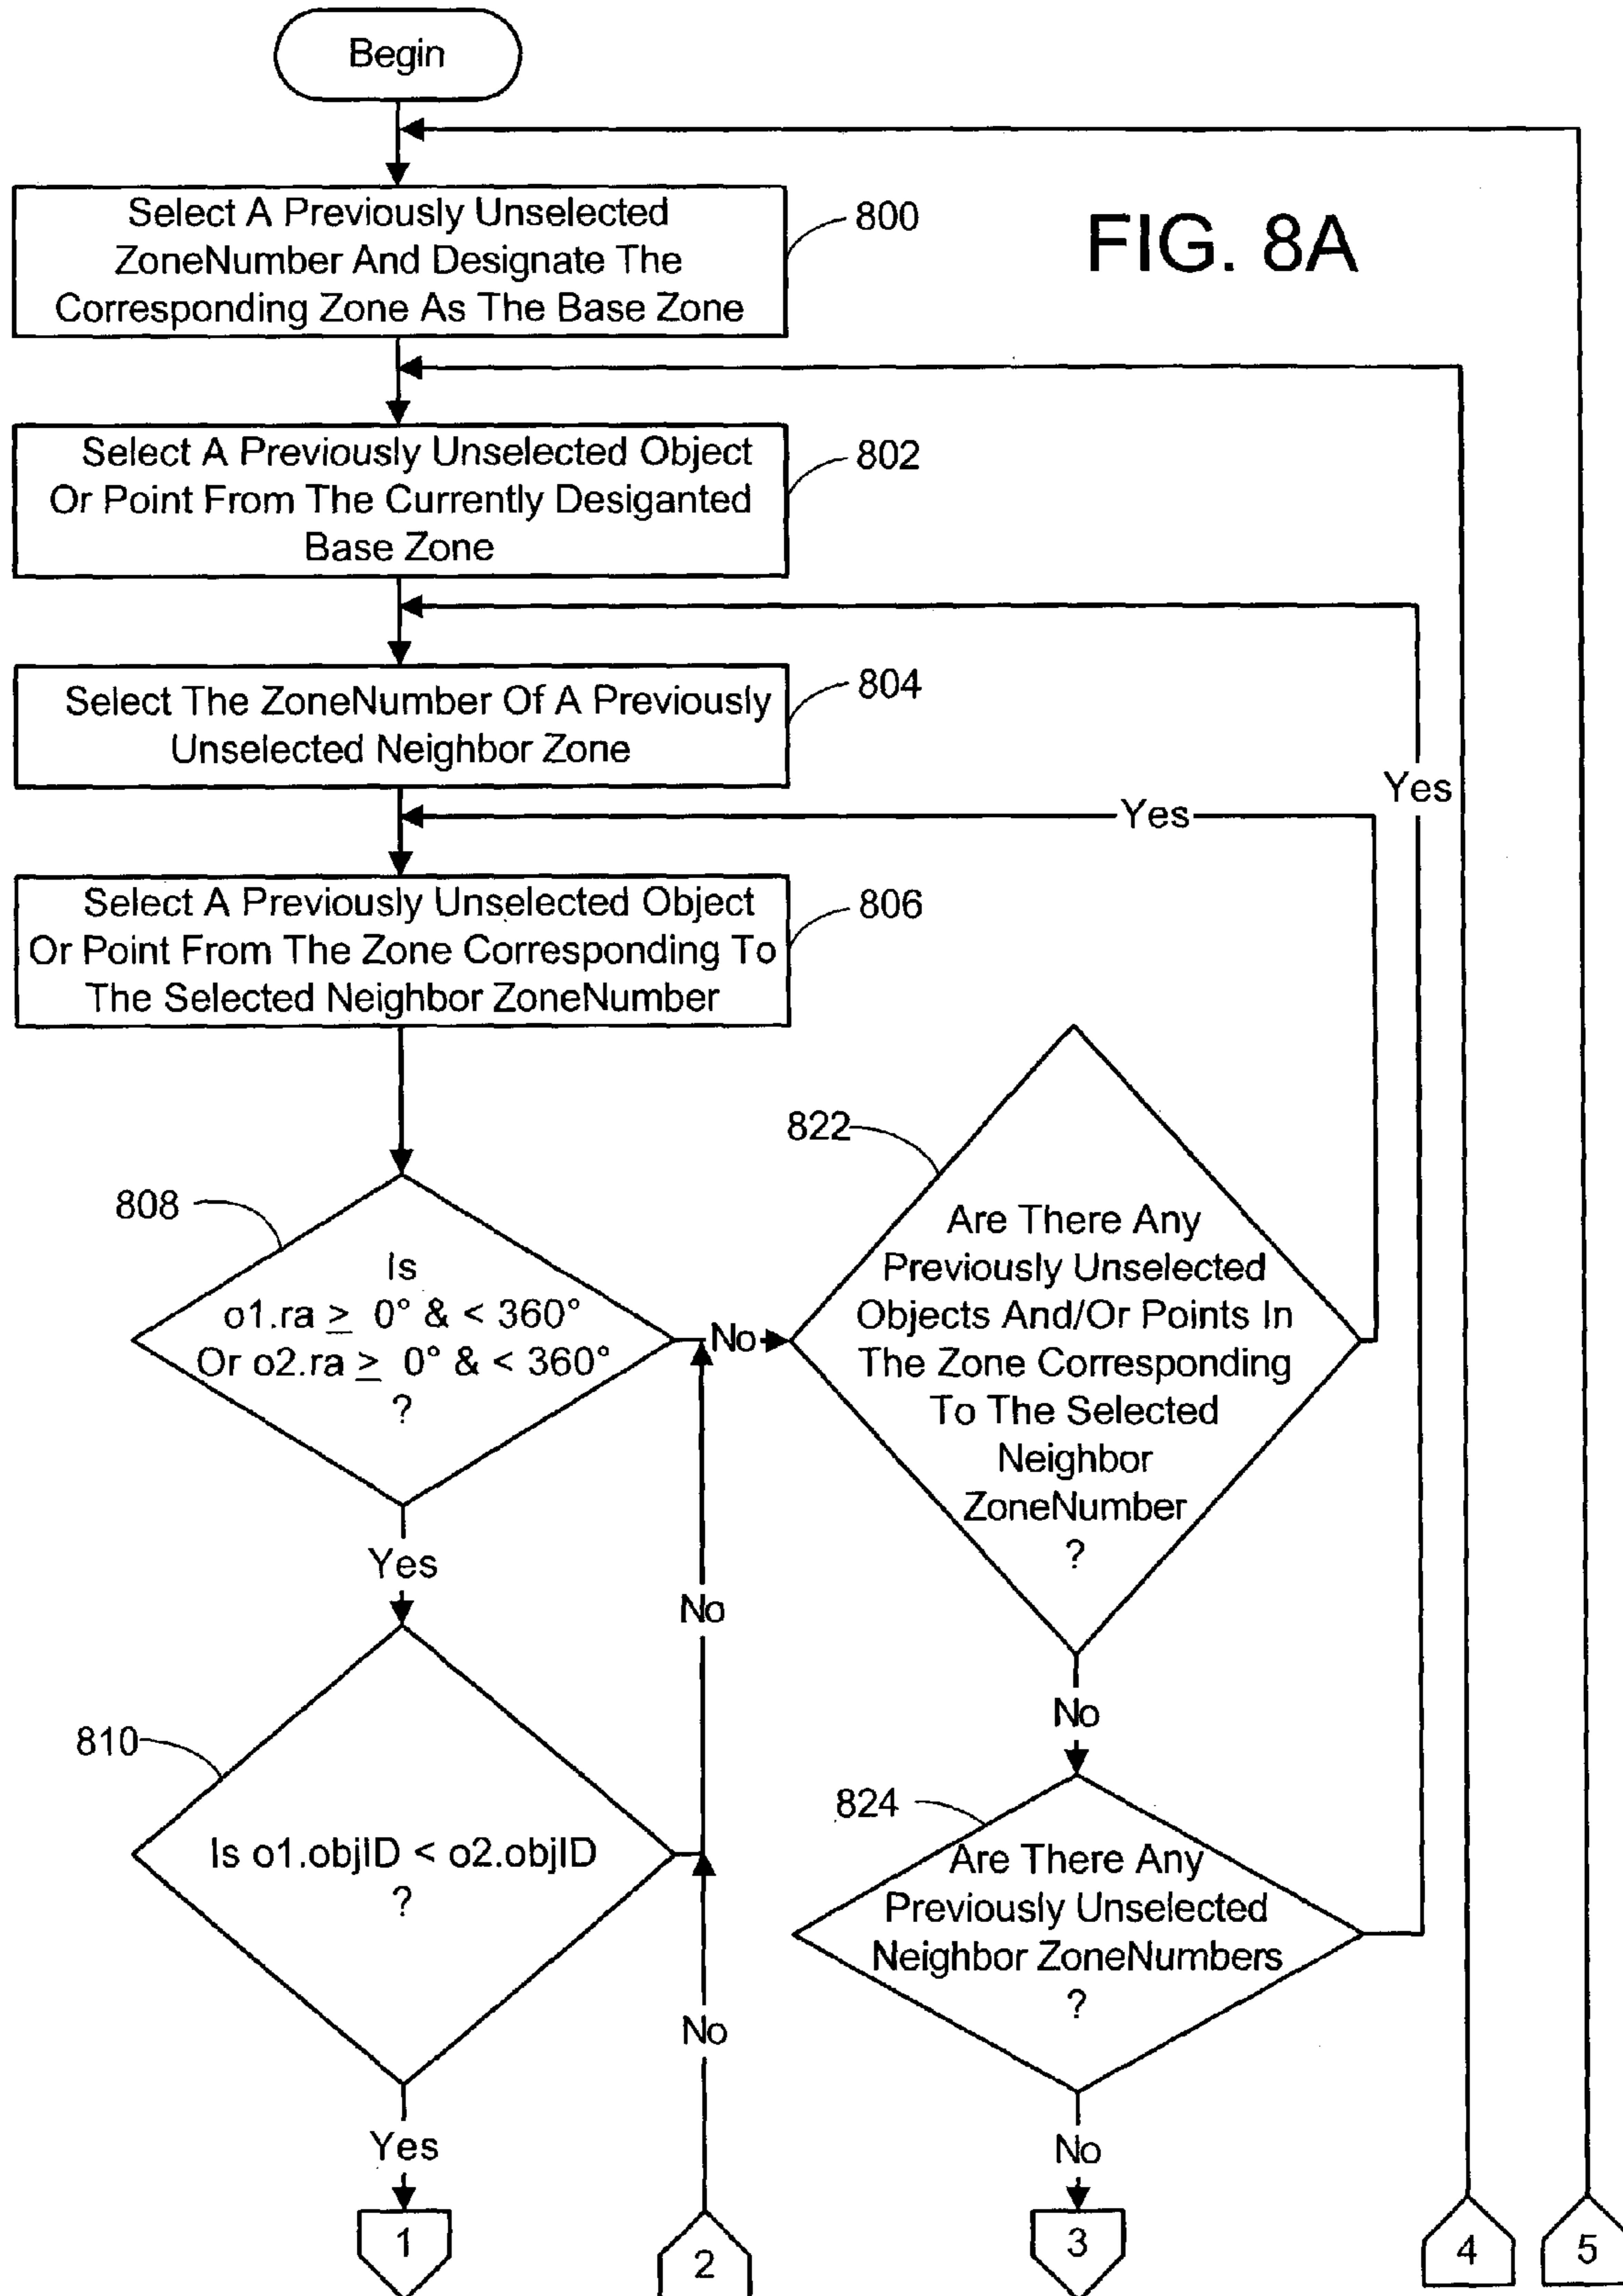 Begin
FIG. 8A
Select A Previously Unselected
ZoneNumber And Designate The
Corresponding Zone As The Base Zone
800
Select A Previously Unselected Object
Or Point From The Currently Desiganted
Base Zone
802
Select The ZoneNumber Of A Previously
Unselected Neighbor Zone
804
Yes
Yes
Select A Previously Unselected Object
Or Point From The Zone Corresponding To
The Selected Neighbor ZoneNumber
806
808
Is
o1.ra ≥ 0° & < 360°
Or o2.ra ≥ 0° & < 360°
?
No
Yes
822
Are There Any
Previously Unselected
Objects And/Or Points In
The Zone Corresponding
To The Selected
Neighbor
ZoneNumber
?
No
No
810
Is o1.objID < o2.objID
?
Yes
No
824
Are There Any
Previously Unselected
Neighbor ZoneNumbers
?
No
1
2
3
4
5